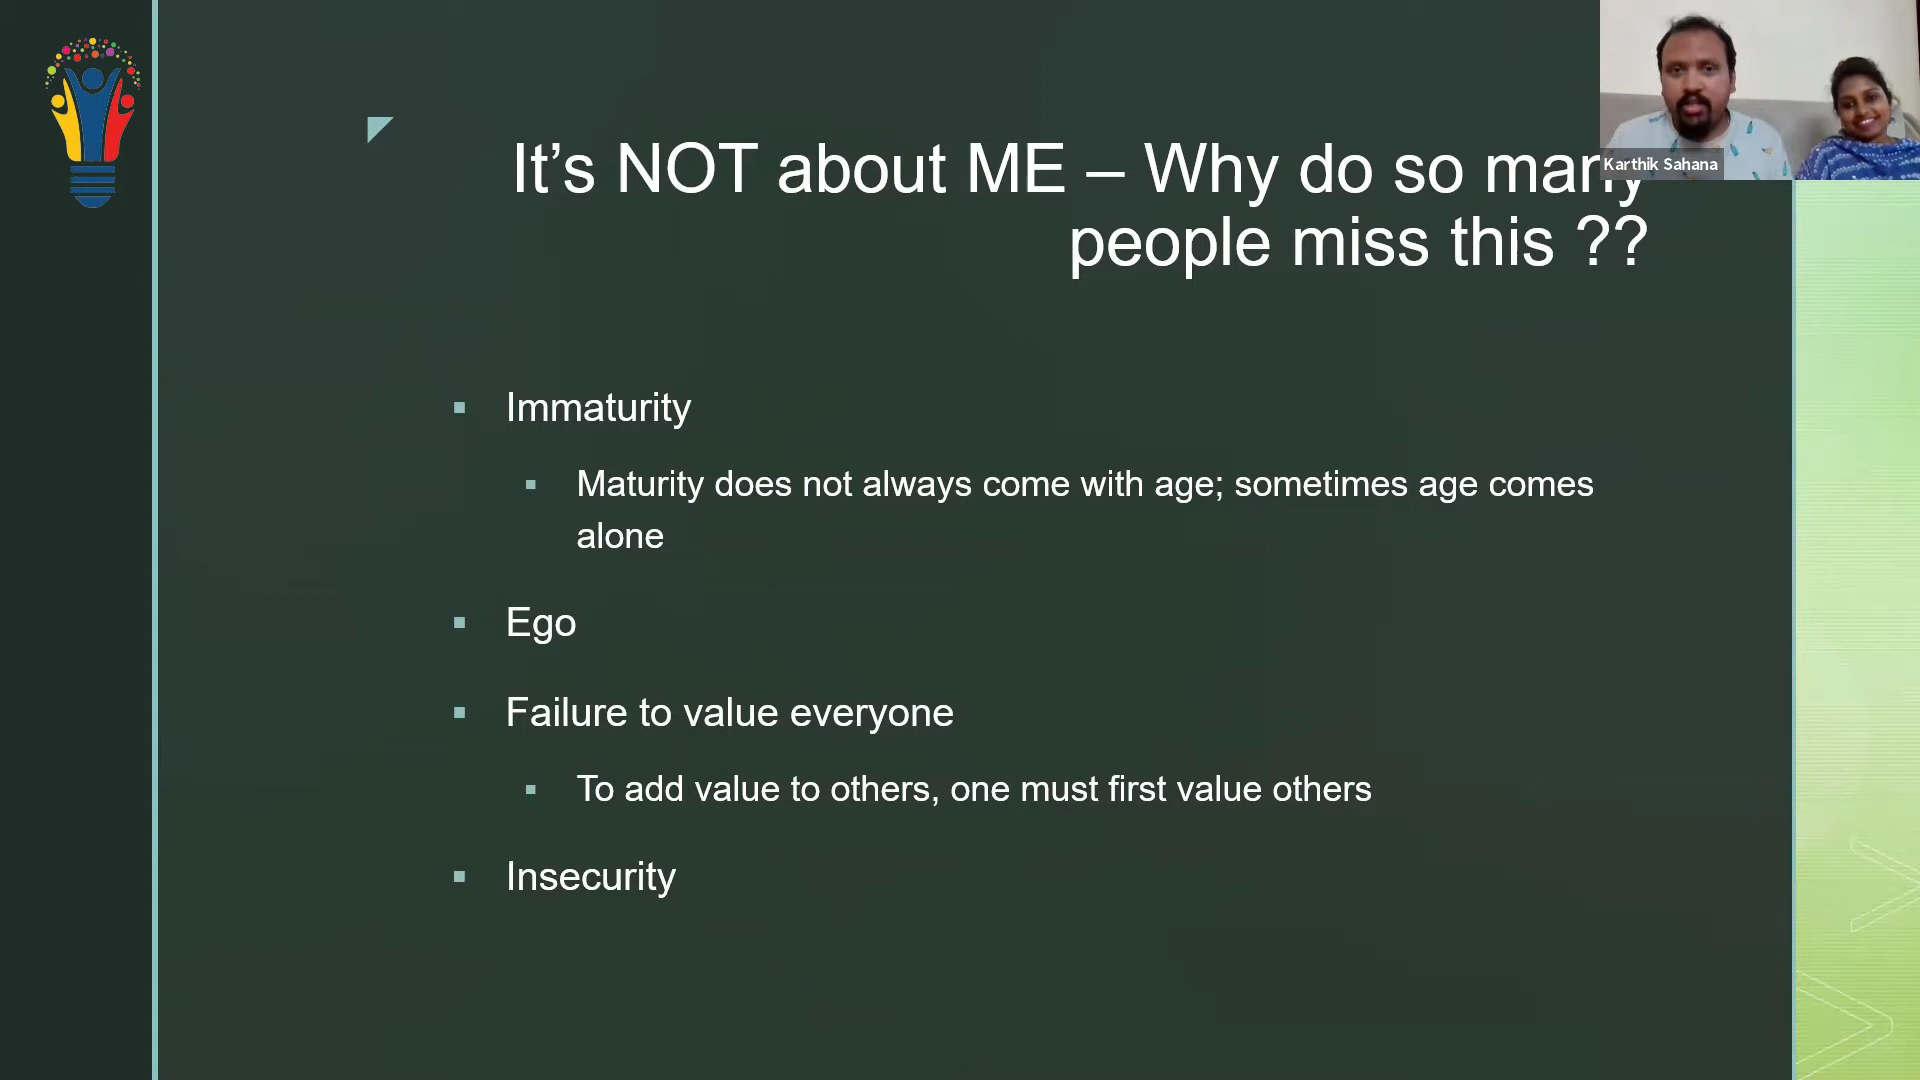 It’s NOT about ME – Why do so many
people miss this ??
Karthik Sahana
Immaturity
Maturity does not always come with age; sometimes age comes
alone
Ego
Failure to value everyone
To add value to others, one must first value others
Insecurity